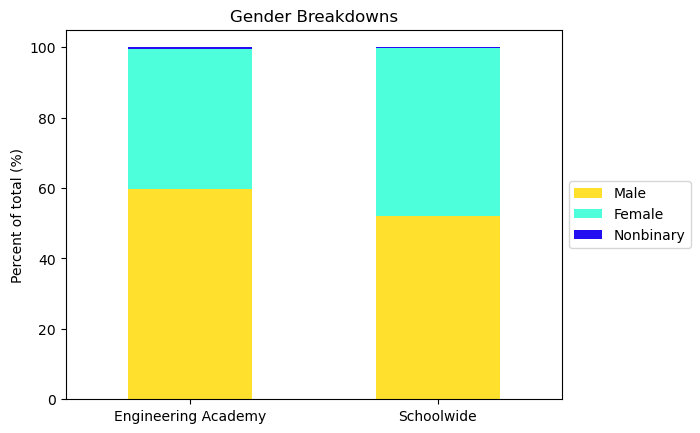 Gender Breakdowns
Percent of total (%)
100
80
60
40
20
0
Engineering Academy
Schoolwide
Male
Female
Nonbinary